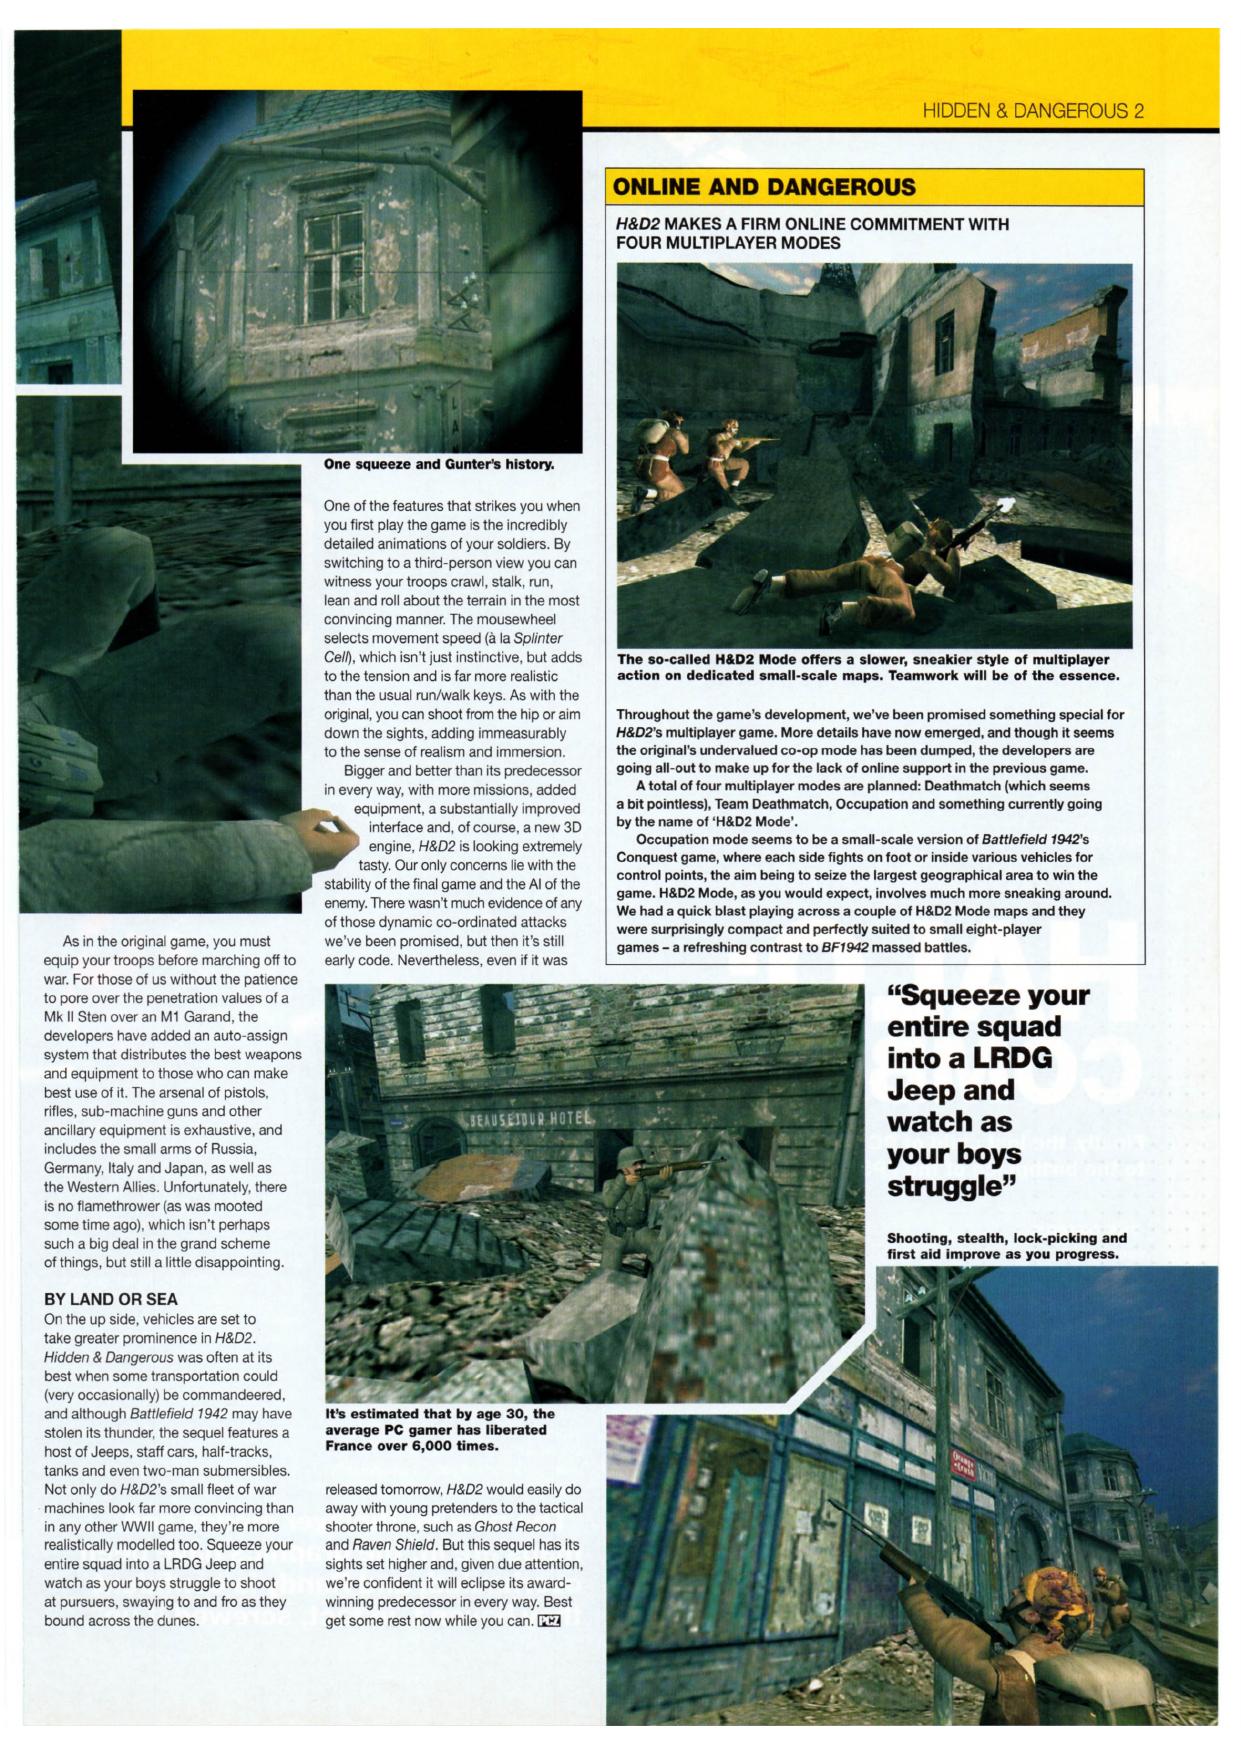 HIDDEN & DANGEROUS 2
One squeeze and Gunter's history.
As in the original game, you must
equip your troops before marching off to
war. For those of us without the patience
to pore over the penetration values of a
Mk II Sten over an M1 Garand, the
developers have added an auto-assign
system that distributes the best weapons
and equipment to those who can make
best use of it. The arsenal of pistols,
rifles, sub-machine guns and other
ancillary equipment is exhaustive, and
includes the small arms of Russia,
Germany, Italy and Japan, as well as
the Western Allies. Unfortunately, there
is no flamethrower (as was mooted
some time ago), which isn't perhaps
such a big deal in the grand scheme
of things, but still a little disappointing.
BY LAND OR SEA
On the up side, vehicles are set to
take greater prominence in H&D2.
Hidden & Dangerous was often at its
best when some transportation could
(very occasionally) be commandeered,
and although Battlefield 1942 may have
stolen its thunder, the sequel features a
host of Jeeps, staff cars, half-tracks,
tanks and even two-man submersibles.
Not only do H&D2's small fleet of war
machines look far more convincing than
in any other WWII game, they're more
realistically modelled too. Squeeze your
entire squad into a LRDG Jeep and
watch as your boys struggle to shoot
at pursuers, swaying to and fro as they
bound across the dunes.
One of the features that strikes you when
you first play the game is the incredibly
detailed animations of your soldiers. By
switching to a third-person view you can
witness your troops crawl, stalk, run,
lean and roll about the terrain in the most
convincing manner. The mousewheel
selects movement speed (à la Splinter
Cell), which isn't just instinctive, but adds
to the tension and is far more realistic
than the usual run/walk keys. As with the
original, you can shoot from the hip or aim
down the sights, adding immeasurably
to the sense of realism and immersion.
Bigger and better than its predecessor
in every way, with more missions, added
equipment, a substantially improved
interface and, of course, a new 3D
engine, H&D2 is looking extremely
tasty. Our only concerns lie with the
stability of the final game and the AI of the
enemy. There wasn't much evidence of any
of those dynamic co-ordinated attacks
we've been promised, but then it's still
early code. Nevertheless, even if it was
BEAUSEJOUR HOTEL
It's estimated that by age 30, the
average PC gamer has liberated
France over 6,000 times.
released tomorrow, H&D2 would easily do
away with young pretenders to the tactical
shooter throne, such as Ghost Recon
and Raven Shield. But this sequel has its
sights set higher and, given due attention,
we're confident it will eclipse its award-
winning predecessor in every way. Best
get some rest now while you can. PCZ
ONLINE AND DANGEROUS
H&D2 MAKES A FIRM ONLINE COMMITMENT WITH
FOUR MULTIPLAYER MODES
The so-called H&D2 Mode offers a slower, sneakier style of multiplayer
action on dedicated small-scale maps. Teamwork will be of the essence.
Throughout the game's development, we've been promised something special for
H&D2's multiplayer game. More details have now emerged, and though it seems
the original's undervalued co-op mode has been dumped, the developers are
going all-out to make up for the lack of online support in the previous game.
A total of four multiplayer modes are planned: Deathmatch (which seems
a bit pointless), Team Deathmatch, Occupation and something currently going
by the name of 'H&D2 Mode'.
Occupation mode seems to be a small-scale version of Battlefield 1942's
Conquest game, where each side fights on foot or inside various vehicles for
control points, the aim being to seize the largest geographical area to win the
game. H&D2 Mode, as you would expect, involves much more sneaking around.
We had a quick blast playing across a couple of H&D2 Mode maps and they
were surprisingly compact and perfectly suited to small eight-player
games – a refreshing contrast to BF1942 massed battles.
"Squeeze your
entire squad
into a LRDG
Jeep and
watch as
your boys
struggle"
Shooting, stealth, lock-picking and
first aid improve as you progress.
Orange
Crush